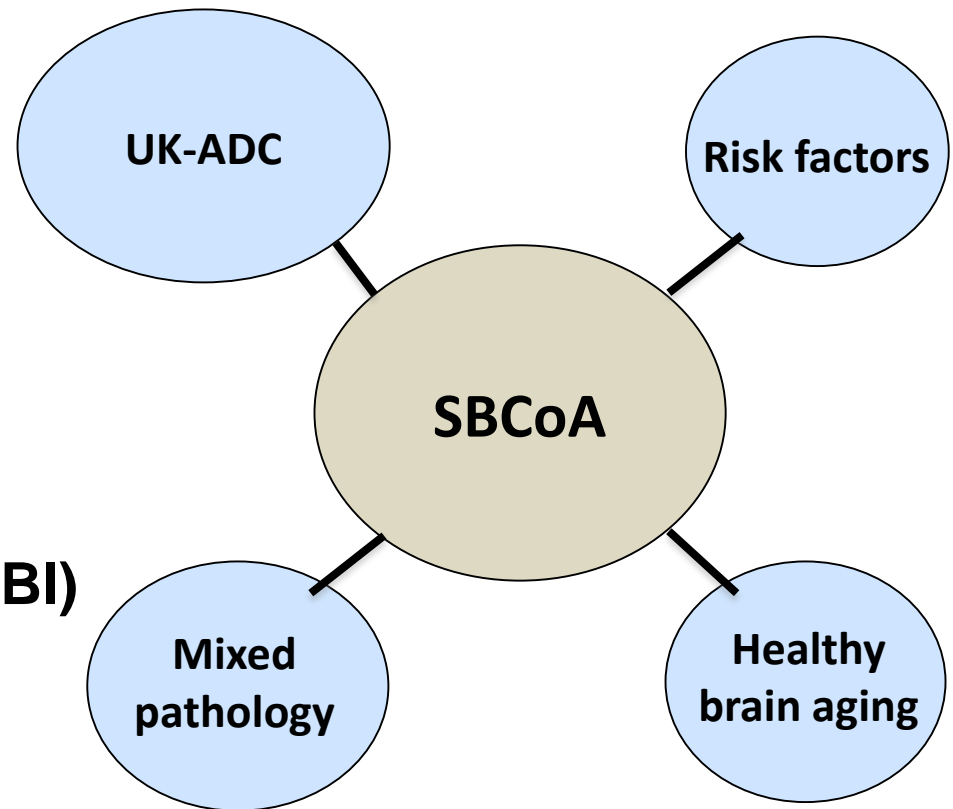 UK-ADC
Risk factors
SBCoA
BI)
Mixed
pathology
Healthy
brain aging